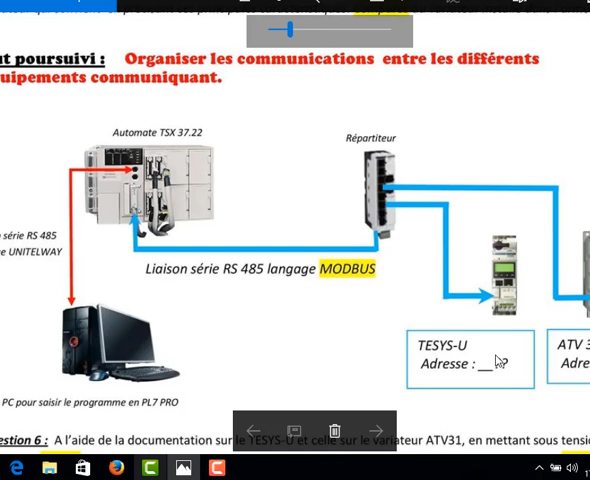 ut poursuivi : Organiser les communications entre les différents
uipements communiquant.
Automate TSX 37.22
Répartiteur
série RS 485
UNITELWAY
Liaison série RS 485 langage MODBUS
TESYS-U
Adresse : __ ?
ATV 3
Adre
PC pour saisir le programme en PL7 PRO
estion 6 : A l'aide de la documentation sur le TESYS-U et celle sur le variateur ATV31, en mettant sous tensio